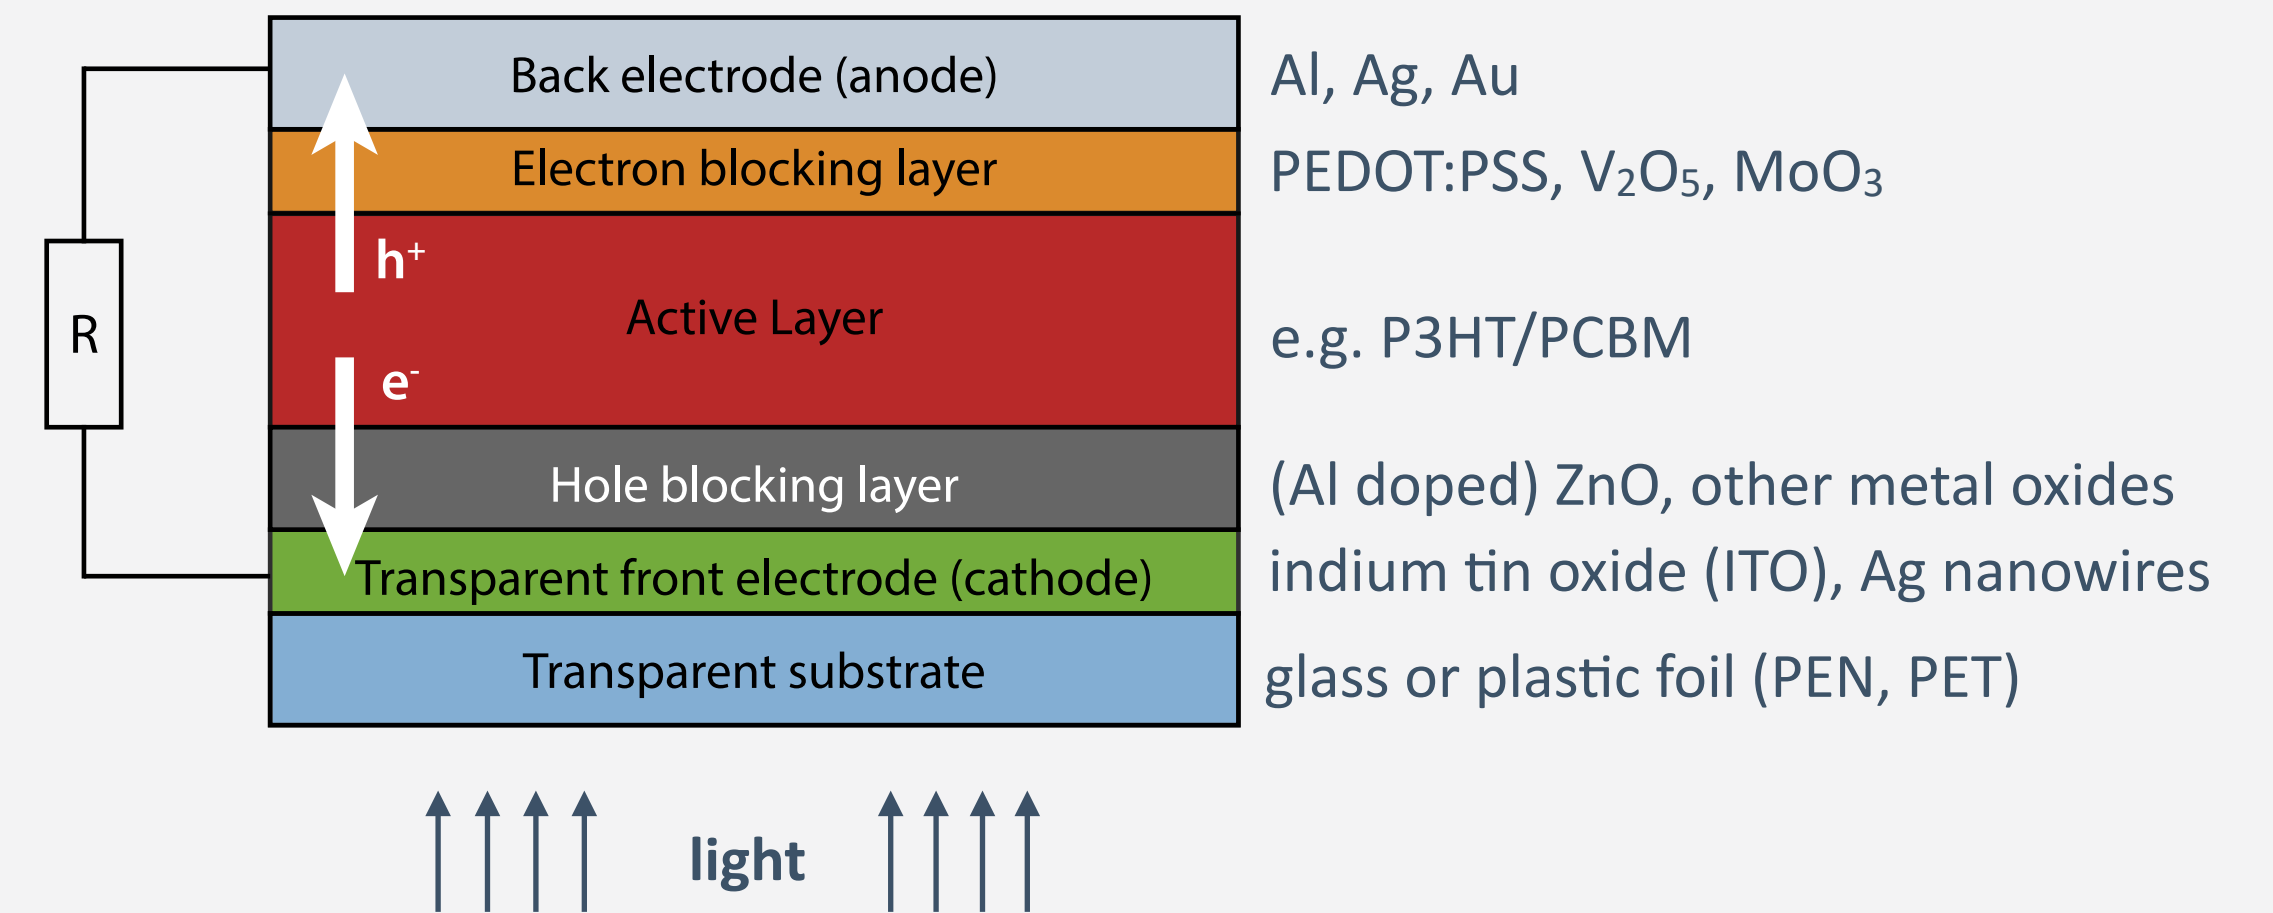 Back electrode (anode)
Al, Ag, Au
Electron blocking layer
PEDOT:PSS, V₂O₅, MoO₃
h⁺
R
Active Layer
e.g. P3HT/PCBM
e⁻
Hole blocking layer
(Al doped) ZnO, other metal oxides
Transparent front electrode (cathode)
indium tin oxide (ITO), Ag nanowires
Transparent substrate
glass or plastic foil (PEN, PET)
light